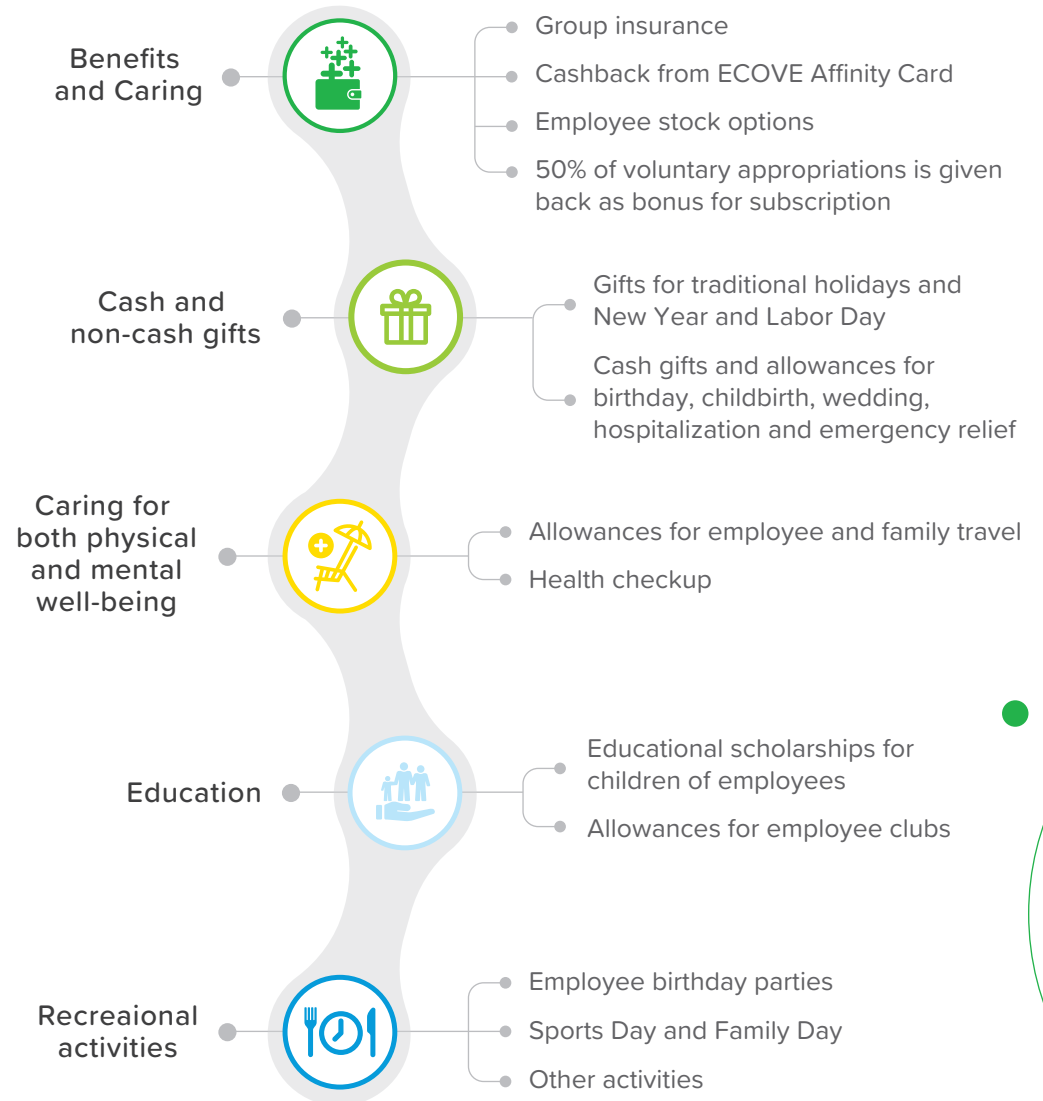 Benefits
and Caring
Group insurance
Cashback from ECOVE Affinity Card
Employee stock options
50% of voluntary appropriations is given
back as bonus for subscription
Cash and
non-cash gifts
Gifts for traditional holidays and
New Year and Labor Day
Cash gifts and allowances for
birthday, childbirth, wedding,
hospitalization and emergency relief
Caring for
both physical
and mental
well-being
Allowances for employee and family travel
Health checkup
Education
Educational scholarships for
children of employees
Allowances for employee clubs
Recreaional
activities
Employee birthday parties
Sports Day and Family Day
Other activities